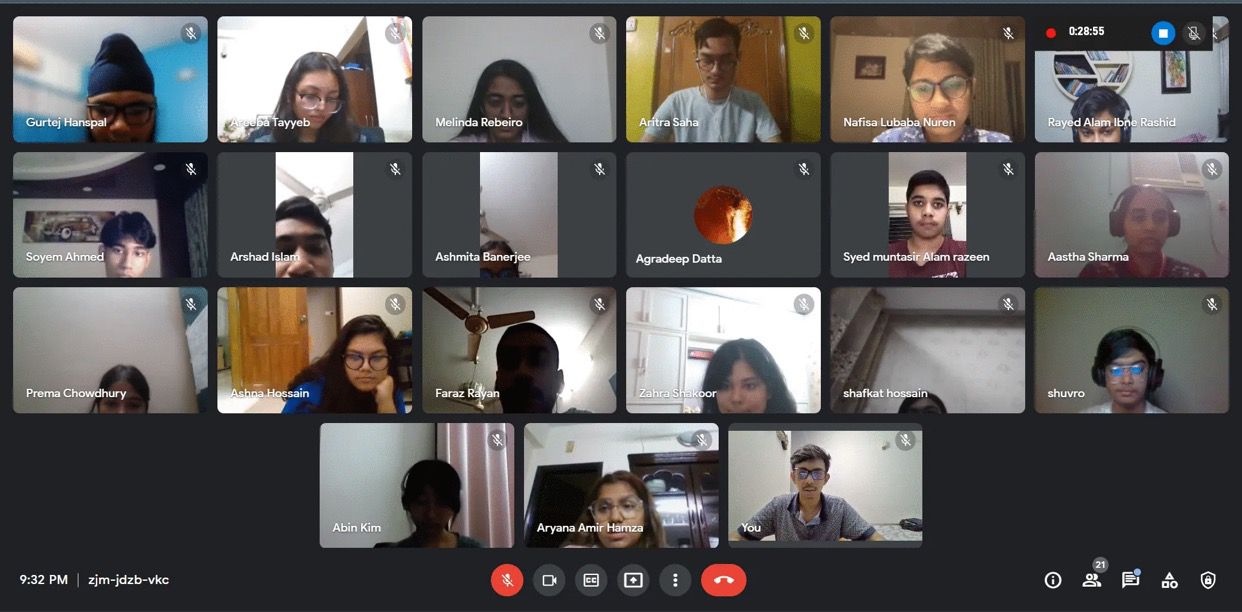 0:28:55
Gurtej Hanspal
Areeba Tayyeb
Melinda Rebeiro
Aritra Saha
Nafisa Lubaba Nuren
Rayed Alam Ibne Rashid
Soyem Ahmed
Arshad Islam
Ashmita Banerjee
Agradeep Datta
Syed muntasir Alam razeen
Aastha Sharma
Prema Chowdhury
Ashna Hossain
Faraz Rayan
Zahra Shakoor
shafkat hossain
shuvro
Abin Kim
Aryana Amir Hamza
You
21
9:32 PM | zjm-jdzb-vkc
CC